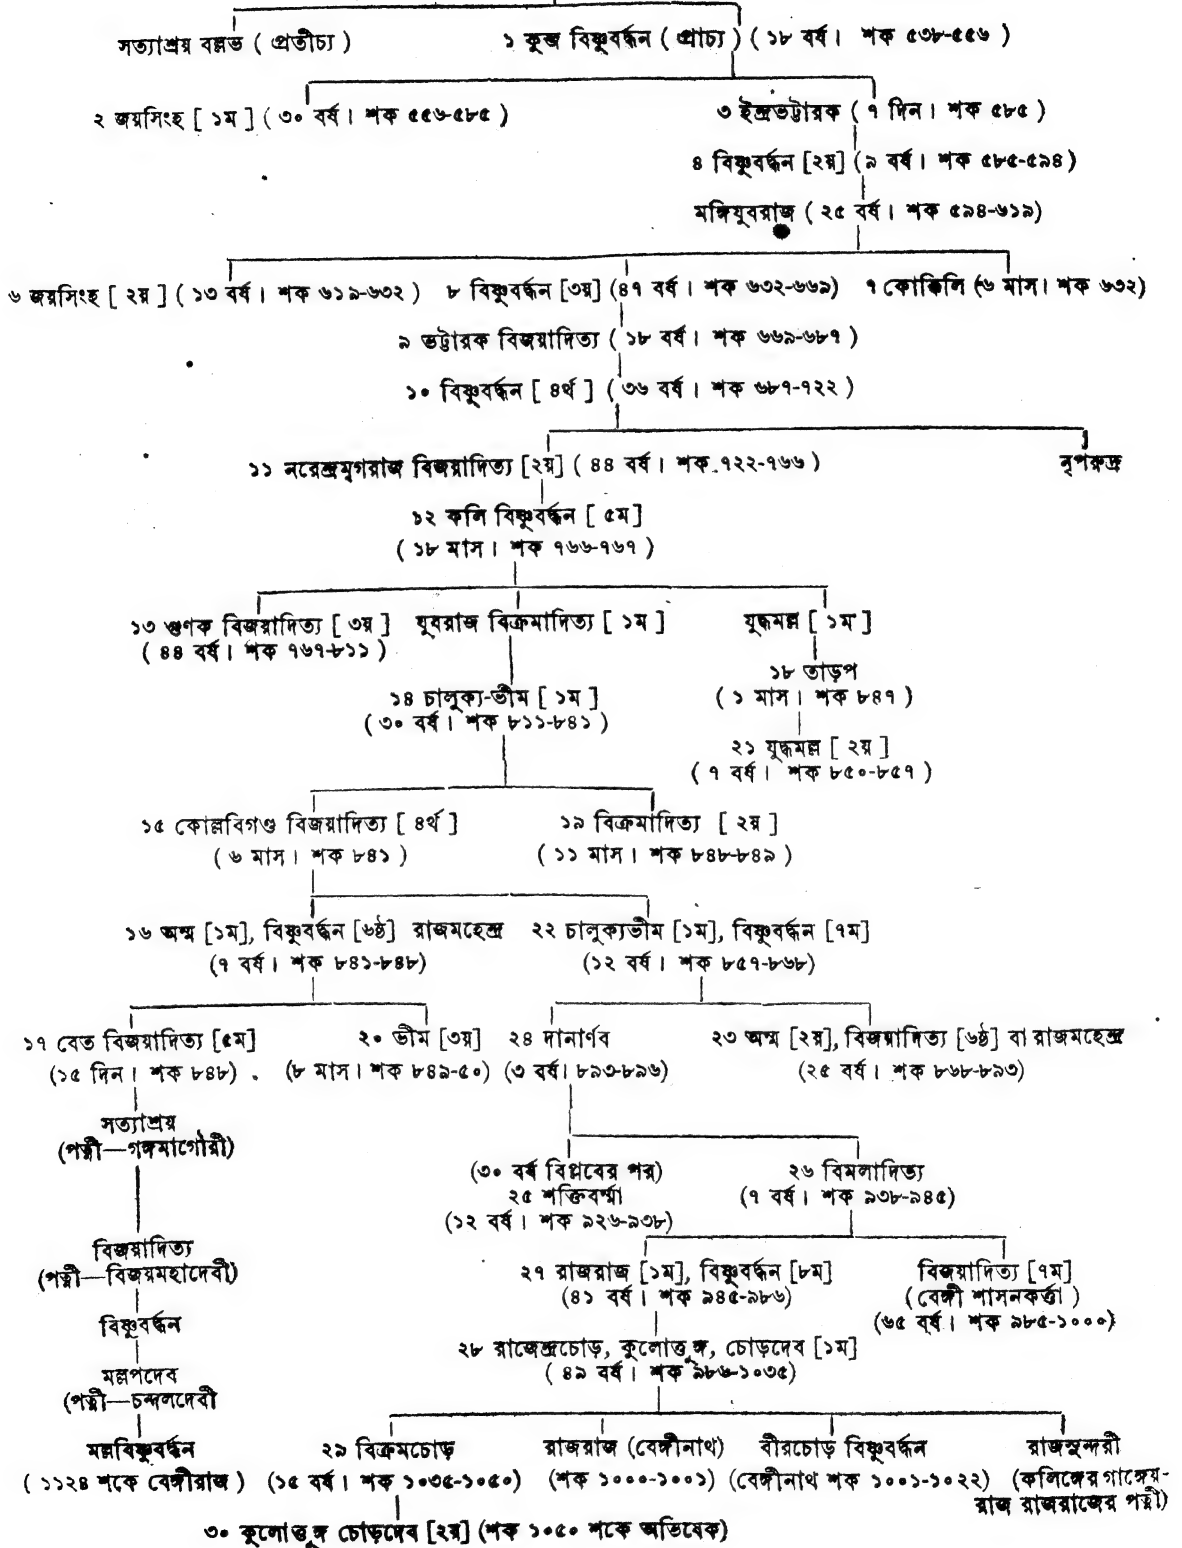 সত্যাশ্রয় বল্লভ ( প্রতীচ্য ) ১ কুব্জ বিষ্ণুবর্দ্ধন ( প্রাচ্য ) ( ১৮ বর্ষ। শক ৫৩৮-৫৫৬ )
২ জয়সিংহ [ ১ম ] ( ৩০ বর্ষ। শক ৫৫৬-৫৮৫ ) ৩ ইন্দ্রভট্টারক ( ৭ দিন। শক ৫৮৫ )
৪ বিষ্ণুবর্দ্ধন [২য়] (৯ বর্ষ। শক ৫৮৫-৫৯৪)
মঙ্গিযুবরাজ ( ২৫ বর্ষ। শক ৫৯৪-৬১৯)
৬ জয়সিংহ [ ২য় ] ( ১৩ বর্ষ। শক ৬১৯-৬৩২ ) ৮ বিষ্ণুবর্দ্ধন [৩য়] (৪৭ বর্ষ। শক ৬৩২-৬৬৯) ৭ কোকিলি (৬ মাস। শক ৬৩২)
৯ ভট্টারক বিজয়াদিত্য ( ১৮ বর্ষ। শক ৬৬৯-৬৮৭ )
১০ বিষ্ণুবর্দ্ধন [ ৪র্থ ] ( ৩৬ বর্ষ। শক ৬৮৭-৭২২ )
১১ নরেন্দ্রমৃগরাজ বিজয়াদিত্য [২য়] ( ৪৪ বর্ষ। শক ৭২২-৭৬৬ ) নৃপরুদ্র
১২ কলি বিষ্ণুবর্দ্ধন [ ৫ম ]
( ১৮ মাস। শক ৭৬৬-৭৬৭ )
১৩ গুণক বিজয়াদিত্য [ ৩য় ] যুবরাজ বিক্রমাদিত্য [ ১ম ] যুদ্ধমল্ল [ ১ম ]
( ৪৪ বর্ষ। শক ৭৬৭-৮১১ ) ১৮ তাড়প
১৪ চালুক্য-ভীম [ ১ম ] ( ১ মাস। শক ৮৪৭ )
( ৩০ বর্ষ। শক ৮১১-৮৪১ )
২১ যুদ্ধমল্ল [ ২য় ]
( ৭ বর্ষ। শক ৮৫০-৮৫৭ )
১৫ কোল্লবিগণ্ড বিজয়াদিত্য [ ৪র্থ ] ১৯ বিক্রমাদিত্য [ ২য় ]
( ৬ মাস। শক ৮৪১ ) ( ১১ মাস। শক ৮৪৮-৮৪৯ )
১৬ অম্ম [১ম], বিষ্ণুবর্দ্ধন [৬ষ্ঠ] রাজমহেন্দ্র ২২ চালুক্যভীম [১ম], বিষ্ণুবর্দ্ধন [৭ম]
(৭ বর্ষ। শক ৮৪১-৮৪৮) (১২ বর্ষ। শক ৮৫৭-৮৬৮)
১৭ বেত বিজয়াদিত্য [৫ম] ২০ ভীম [৩য়] ২৪ দানার্ণব ২৩ অম্ম [২য়], বিজয়াদিত্য [৬ষ্ঠ] বা রাজমহেন্দ্র
(১৫ দিন। শক ৮৪৮) (৮ মাস। শক ৮৪৯-৫০) (৩ বর্ষ। ৮৯৩-৮৯৬) (২৫ বর্ষ। শক ৮৬৮-৮৯৩)
সত্যাশ্রয়
(পত্নী—গঙ্গমাগৌরী)
(৩০ বর্ষ বিপ্লবের পর) ২৬ বিমলাদিত্য
২৫ শক্তিবর্ম্মা (৭ বর্ষ। শক ৯৩৮-৯৪৫)
(১২ বর্ষ। শক ৯২৬-৯৩৮)
বিজয়াদিত্য
(পত্নী—বিজয়মহাদেবী)
২৭ রাজরাজ [১ম], বিষ্ণুবর্দ্ধন [৮ম] বিজয়াদিত্য [৭ম]
(৪১ বর্ষ। শক ৯৪৫-৯৮৬) (বেঙ্গী শাসনকর্ত্তা )
বিষ্ণুবর্দ্ধন (৬৫ বর্ষ। শক ৯৮৫-১০০০)
২৮ রাজেন্দ্রচোড়, কুলোত্তুঙ্গ, চোড়দেব [১ম]
মল্লপদেব ( ৪৯ বর্ষ। শক ৯৮৬-১০৩৫)
(পত্নী—চন্দলদেবী
মল্লবিষ্ণুবর্দ্ধন ২৯ বিক্রমচোড় রাজরাজ (বেঙ্গীনাথ) বীরচোড় বিষ্ণুবর্দ্ধন রাজসুন্দরী
( ১১২৪ শকে বেঙ্গীরাজ ) (১৫ বর্ষ। শক ১০৩৫-১০৫০) (শক ১০০০-১০০১) (বেঙ্গীনাথ শক ১০০১-১০২২) (কলিঙ্গের গাঙ্গেয়-
রাজ রাজরাজের পত্নী)
৩০ কুলোত্তুঙ্গ চোড়দেব [২য়] (শক ১০৫০ শকে অভিষেক)